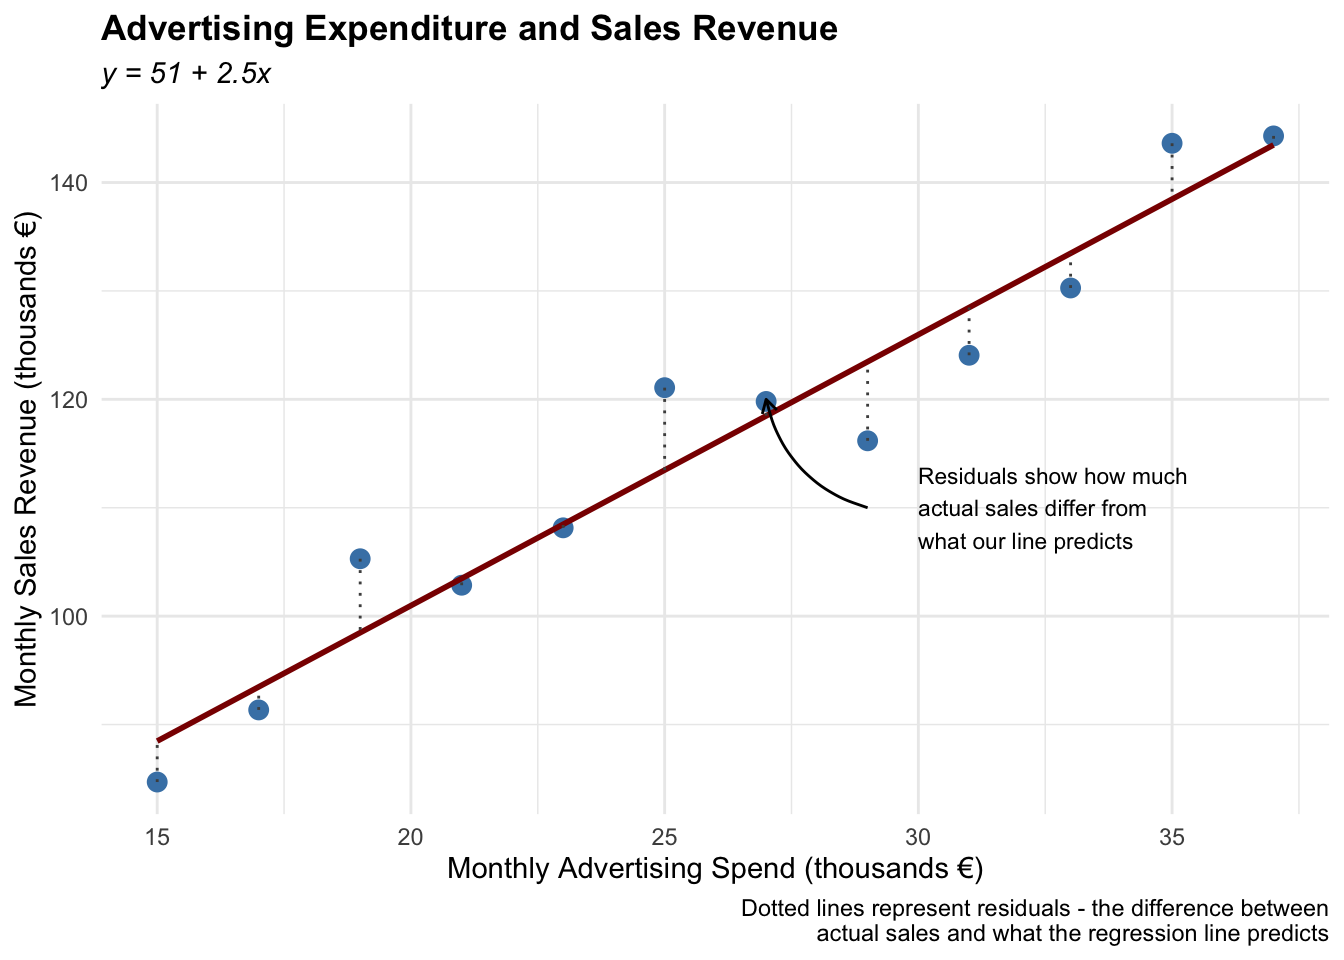 Advertising Expenditure and Sales Revenue
y = 51 + 2.5x
Monthly Sales Revenue (thousands €)
140
120
100
Residuals show how much
actual sales differ from
what our line predicts
15
20
25
30
35
Monthly Advertising Spend (thousands €)
Dotted lines represent residuals - the difference between
actual sales and what the regression line predicts